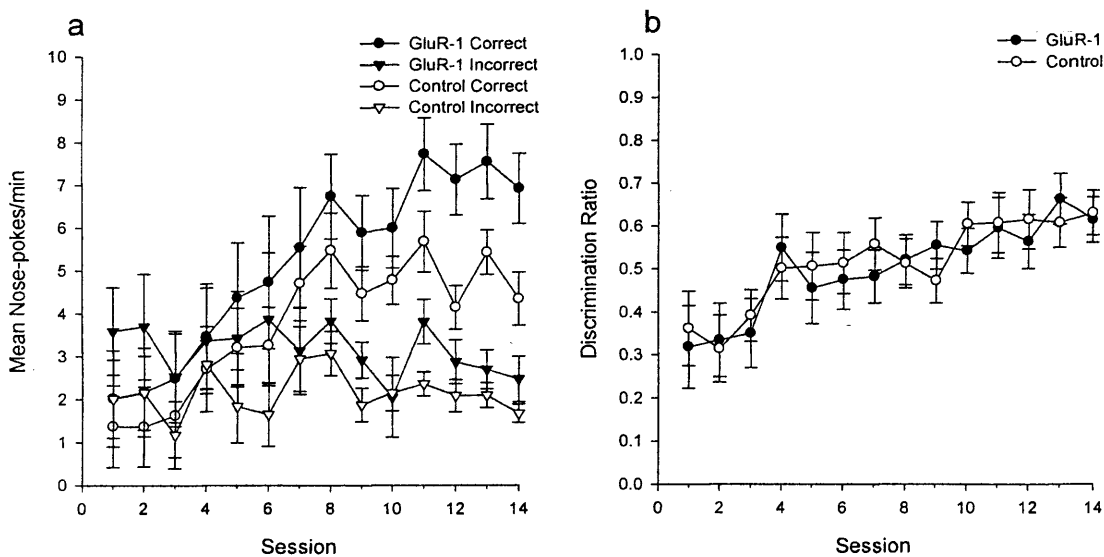 a
GluR-1 Correct
GluR-1 Incorrect
Control Correct
Control Incorrect
10
9
8
7
6
5
4
3
2
1
0
Mean Nose-pokes/min
0 2 4 6 8 10 12 14
Session
b
GluR-1
Control
1.0
0.9
0.8
0.7
0.6
0.5
0.4
0.3
0.2
0.1
0.0
Discrimination Ratio
0 2 4 6 8 10 12 14
Session